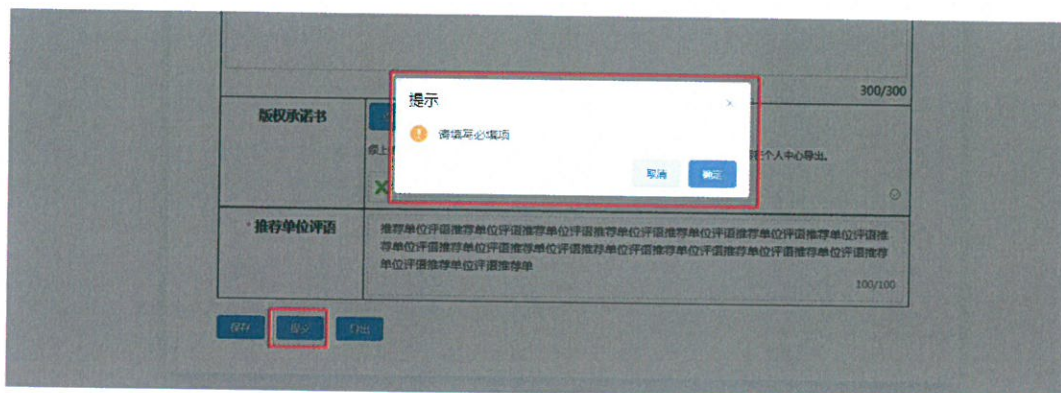 300/300
提示
请填写必填项
取消
确定
版权承诺书
个人中心导出。
*推荐单位评语
推荐单位评语推荐单位评语推荐单位评语推荐单位评语推荐单位评语推荐单位评语推荐单位评语推
荐单位评语推荐单位评语推荐单位评语推荐单位评语推荐单位评语推荐单位评语推荐单位评语推荐
单位评语推荐单位评语推荐单
100/100
保存
提交
导出